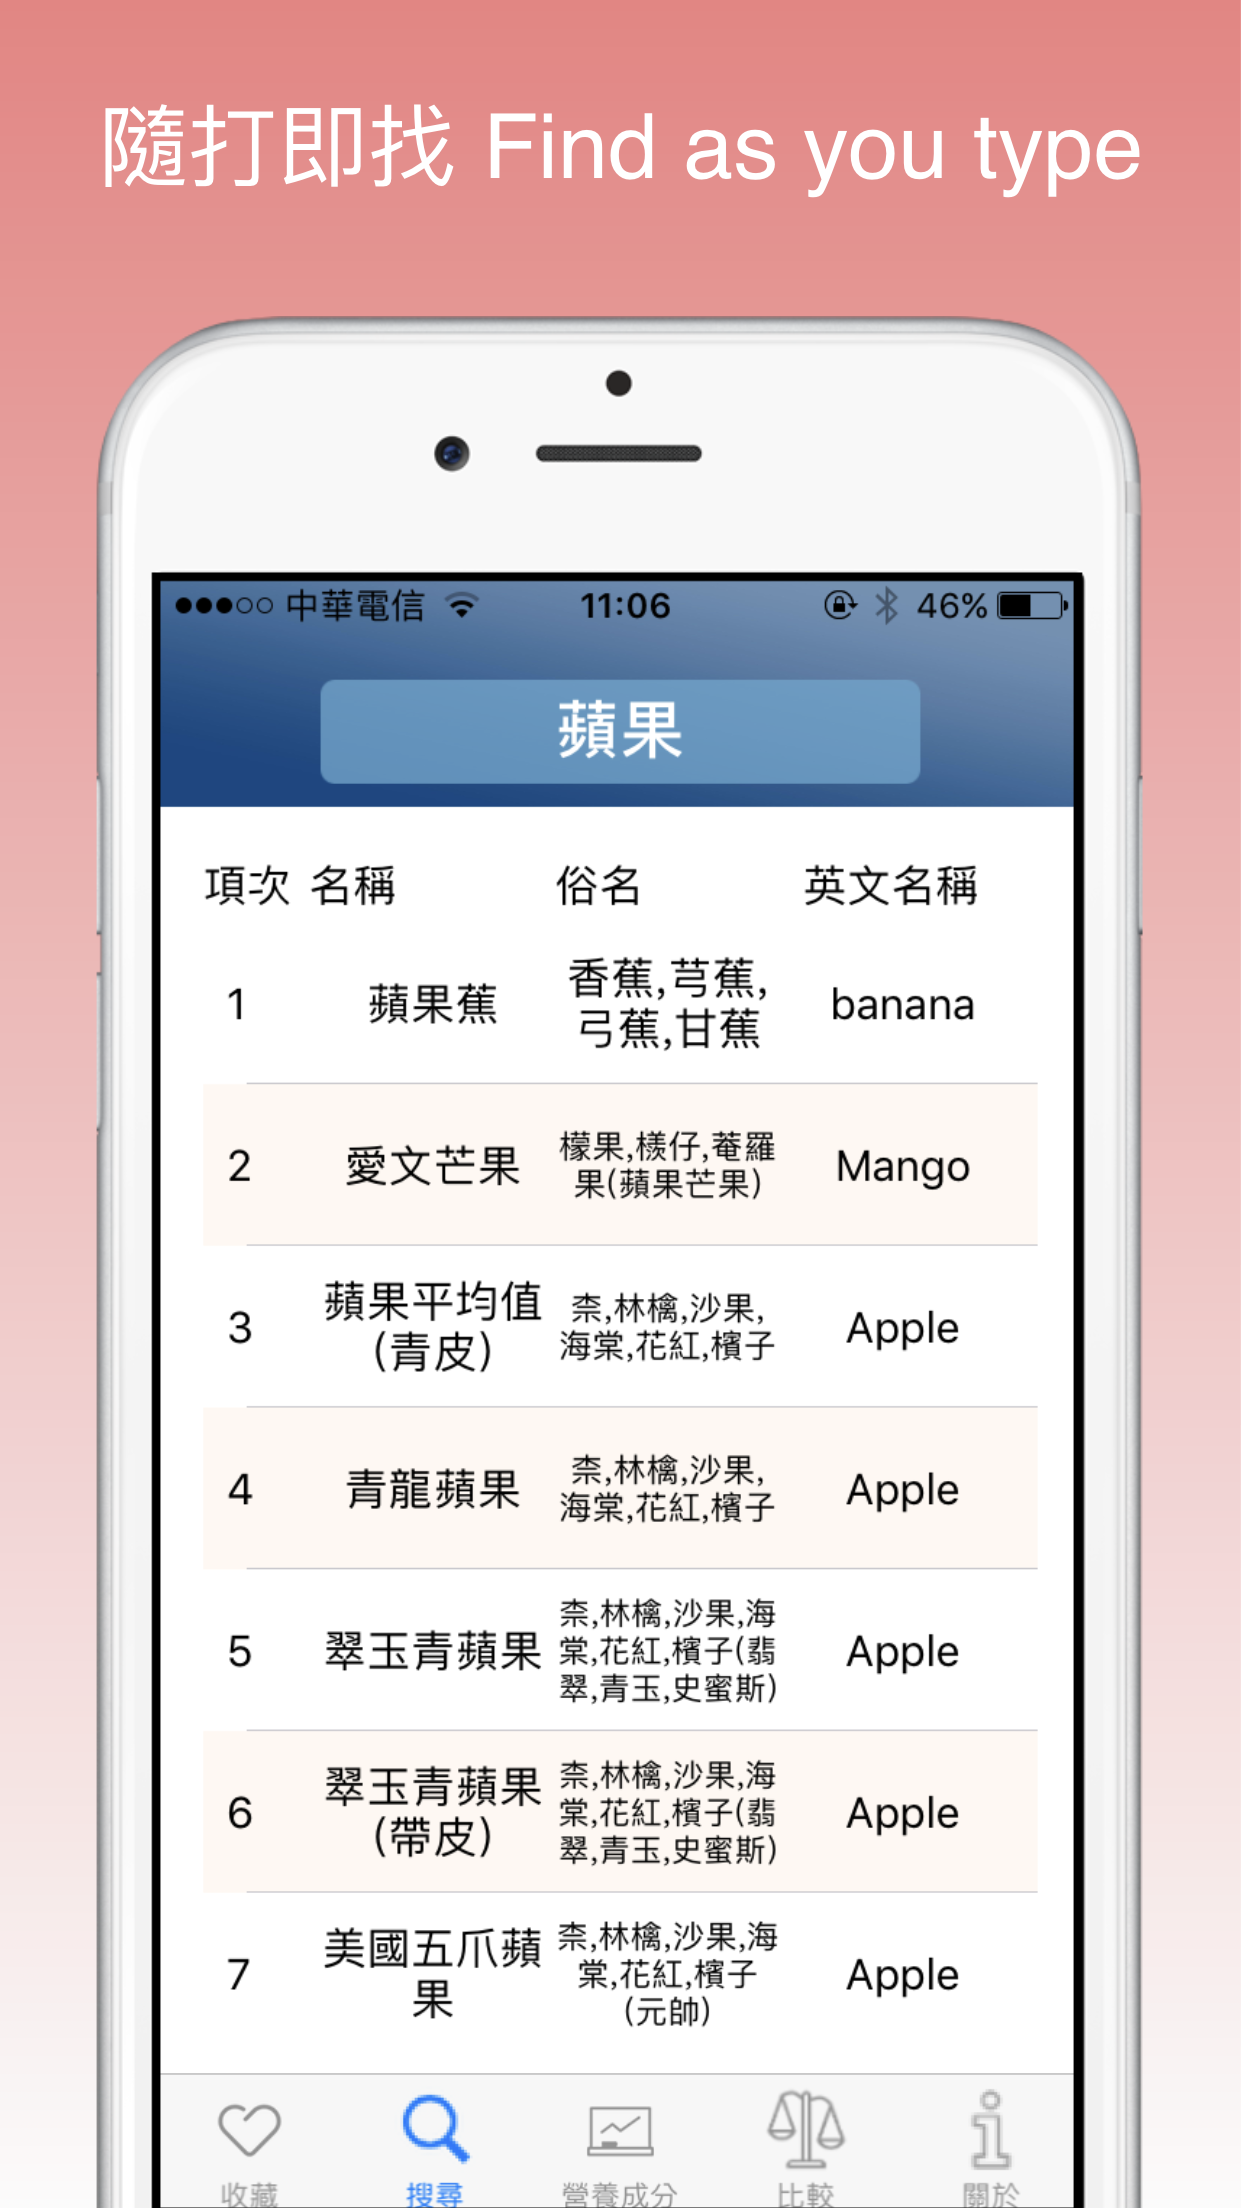 隨打即找 Find as you type
中華電信 11:06 46%
蘋果
項次 名稱 俗名 英文名稱
1 蘋果蕉 香蕉,芎蕉, banana
弓蕉,甘蕉
2 愛文芒果 檬果,檨仔,菴羅 Mango
果(蘋果芒果)
3 蘋果平均值 柰,林檎,沙果, Apple
(青皮) 海棠,花紅,檳子
4 青龍蘋果 柰,林檎,沙果, Apple
海棠,花紅,檳子
5 翠玉青蘋果 柰,林檎,沙果,海 Apple
棠,花紅,檳子(翡
翠,青玉,史蜜斯)
6 翠玉青蘋果 柰,林檎,沙果,海 Apple
(帶皮) 棠,花紅,檳子(翡
翠,青玉,史蜜斯)
7 美國五爪蘋 柰,林檎,沙果,海 Apple
果 棠,花紅,檳子
(元帥)
收藏 搜尋 營養成分 比較 關於